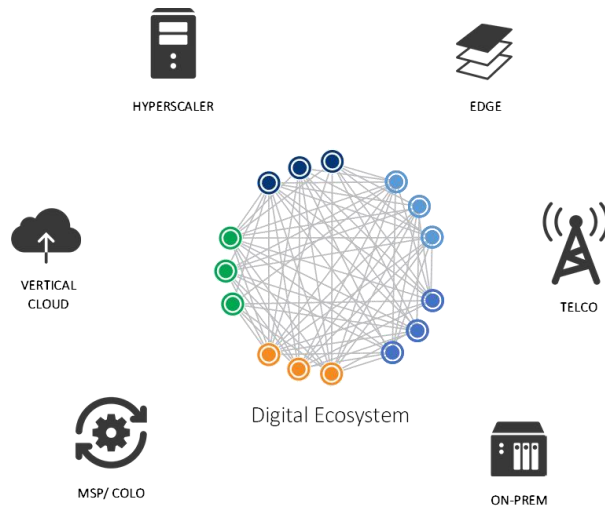 HYPERSCALER
EDGE
VERTICAL
CLOUD
TELCO
Digital Ecosystem
MSP/ COLO
ON-PREM